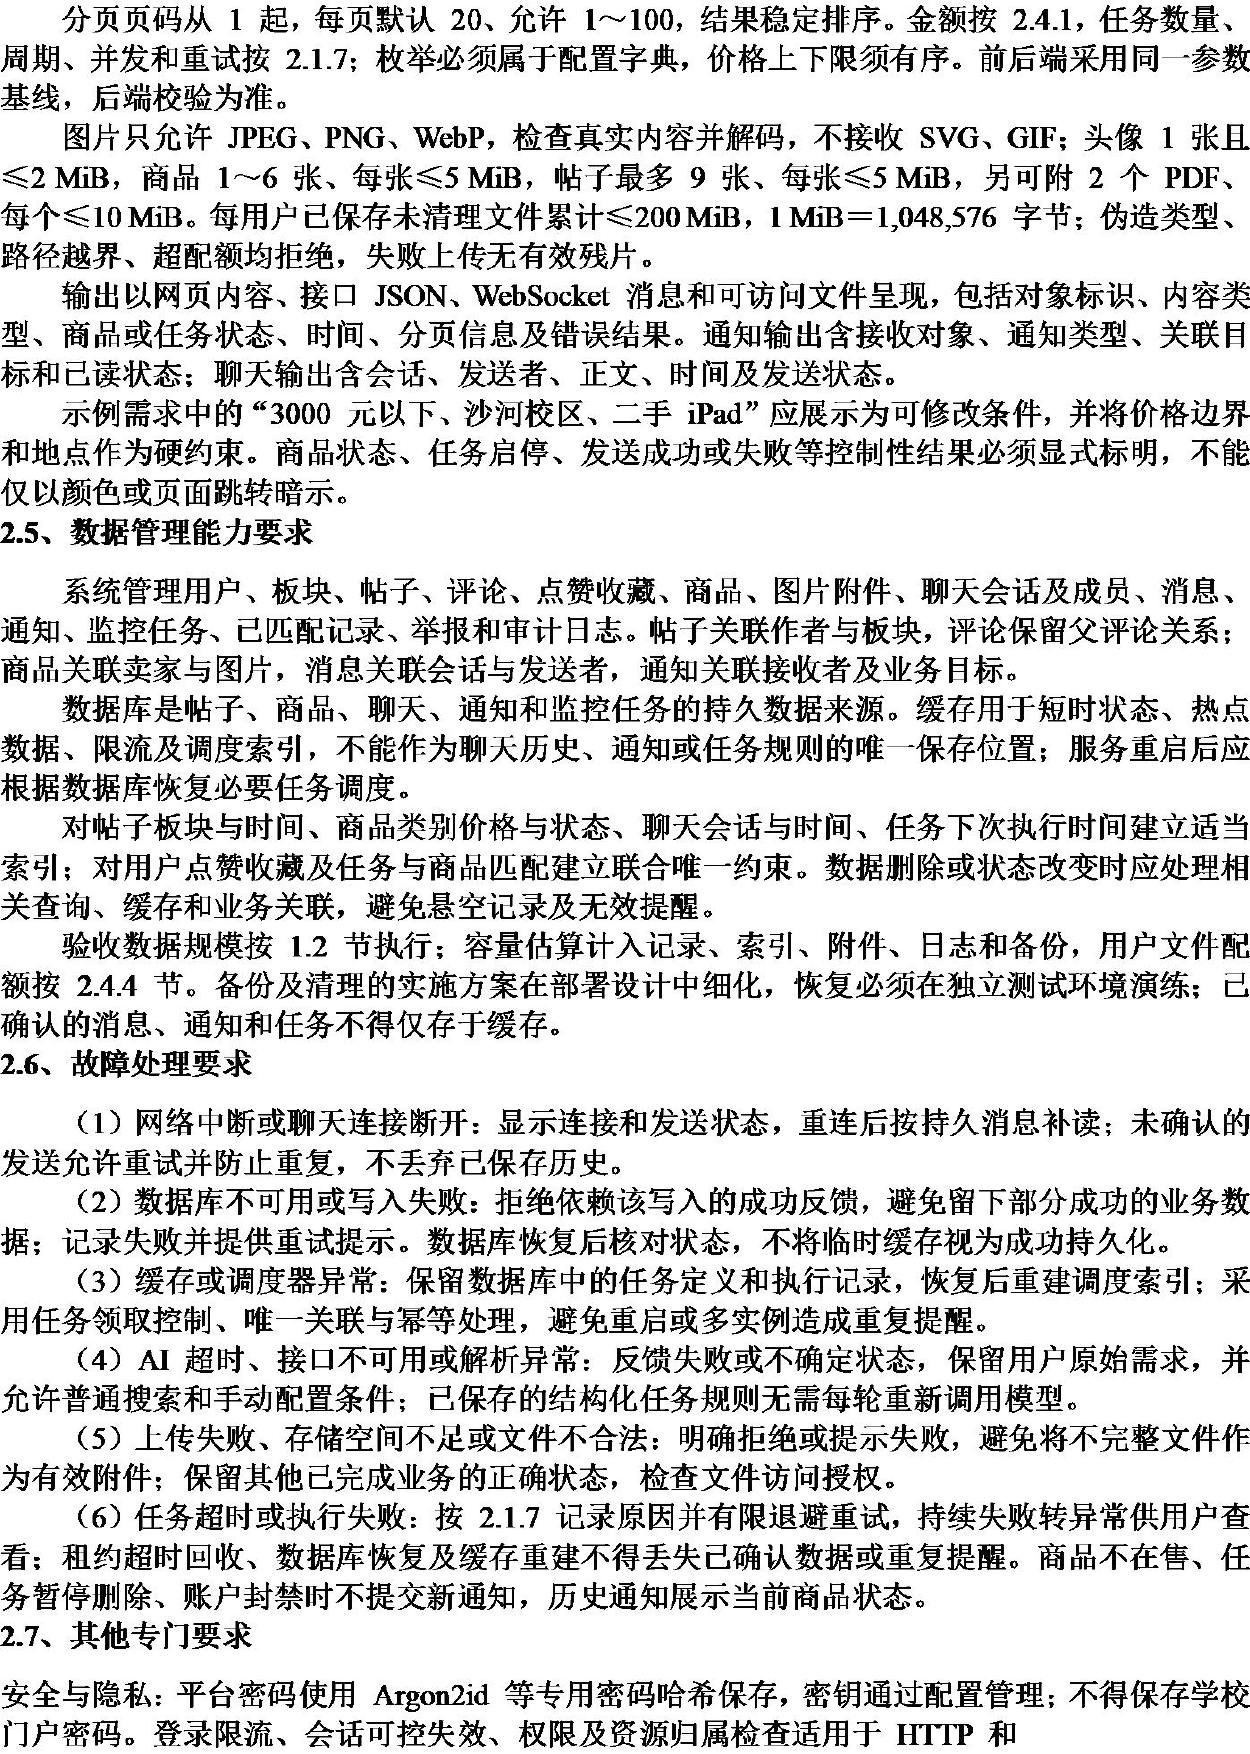 分页页码从 1 起，每页默认 20、允许 1～100，结果稳定排序。金额按 2.4.1，任务数量、
周期、并发和重试按 2.1.7；枚举必须属于配置字典，价格上下限须有序。前后端采用同一参数
基线，后端校验为准。
图片只允许 JPEG、PNG、WebP，检查真实内容并解码，不接收 SVG、GIF；头像 1 张且
≤2 MiB，商品 1～6 张、每张≤5 MiB，帖子最多 9 张、每张≤5 MiB，另可附 2 个 PDF、
每个≤10 MiB。每用户已保存未清理文件累计≤200 MiB，1 MiB＝1,048,576 字节；伪造类型、
路径越界、超配额均拒绝，失败上传无有效残片。
输出以网页内容、接口 JSON、WebSocket 消息和可访问文件呈现，包括对象标识、内容类
型、商品或任务状态、时间、分页信息及错误结果。通知输出含接收对象、通知类型、关联目
标和已读状态；聊天输出含会话、发送者、正文、时间及发送状态。
示例需求中的“3000 元以下、沙河校区、二手 iPad”应展示为可修改条件，并将价格边界
和地点作为硬约束。商品状态、任务启停、发送成功或失败等控制性结果必须显式标明，不能
仅以颜色或页面跳转暗示。
2.5、数据管理能力要求
系统管理用户、板块、帖子、评论、点赞收藏、商品、图片附件、聊天会话及成员、消息、
通知、监控任务、已匹配记录、举报和审计日志。帖子关联作者与板块，评论保留父评论关系；
商品关联卖家与图片，消息关联会话与发送者，通知关联接收者及业务目标。
数据库是帖子、商品、聊天、通知和监控任务的持久数据来源。缓存用于短时状态、热点
数据、限流及调度索引，不能作为聊天历史、通知或任务规则的唯一保存位置；服务重启后应
根据数据库恢复必要任务调度。
对帖子板块与时间、商品类别价格与状态、聊天会话与时间、任务下次执行时间建立适当
索引；对用户点赞收藏及任务与商品匹配建立联合唯一约束。数据删除或状态改变时应处理相
关查询、缓存和业务关联，避免悬空记录及无效提醒。
验收数据规模按 1.2 节执行；容量估算计入记录、索引、附件、日志和备份，用户文件配
额按 2.4.4 节。备份及清理的实施方案在部署设计中细化，恢复必须在独立测试环境演练；已
确认的消息、通知和任务不得仅存于缓存。
2.6、故障处理要求
（1）网络中断或聊天连接断开：显示连接和发送状态，重连后按持久消息补读；未确认的
发送允许重试并防止重复，不丢弃已保存历史。
（2）数据库不可用或写入失败：拒绝依赖该写入的成功反馈，避免留下部分成功的业务数
据；记录失败并提供重试提示。数据库恢复后核对状态，不将临时缓存视为成功持久化。
（3）缓存或调度器异常：保留数据库中的任务定义和执行记录，恢复后重建调度索引；采
用任务领取控制、唯一关联与幂等处理，避免重启或多实例造成重复提醒。
（4）AI 超时、接口不可用或解析异常：反馈失败或不确定状态，保留用户原始需求，并
允许普通搜索和手动配置条件；已保存的结构化任务规则无需每轮重新调用模型。
（5）上传失败、存储空间不足或文件不合法：明确拒绝或提示失败，避免将不完整文件作
为有效附件；保留其他已完成业务的正确状态，检查文件访问授权。
（6）任务超时或执行失败：按 2.1.7 记录原因并有限退避重试，持续失败转异常供用户查
看；租约超时回收、数据库恢复及缓存重建不得丢失已确认数据或重复提醒。商品不在售、任
务暂停删除、账户封禁时不提交新通知，历史通知展示当前商品状态。
2.7、其他专门要求
安全与隐私：平台密码使用 Argon2id 等专用密码哈希保存，密钥通过配置管理；不得保存学校
门户密码。登录限流、会话可控失效、权限及资源归属检查适用于 HTTP 和